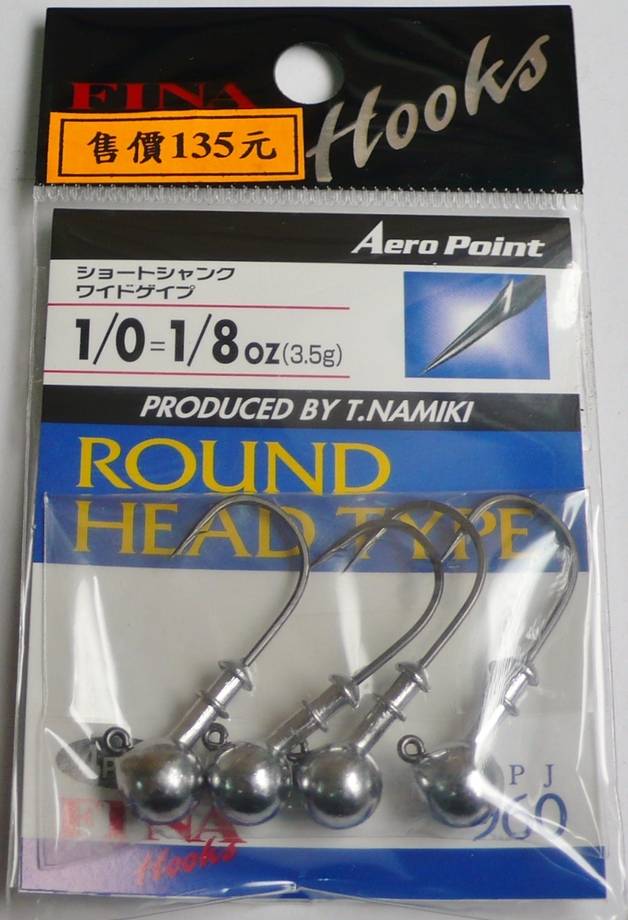 FINA
Hooks
售價135元
Aero Point
ショートシャンク
ワイドゲイプ
1/0=1/8oz(3.5g)
PRODUCED BY T.NAMIKI
ROUND
HEAD TYPE
PJ
960
FINA
Hooks